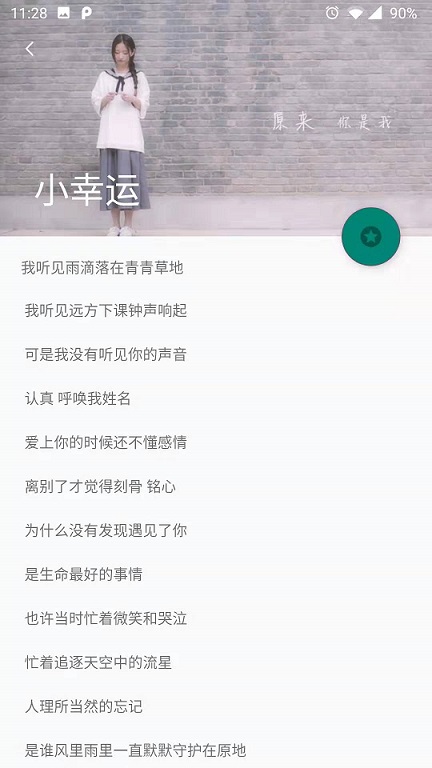 11:28 90%
原来 你是我
小幸运
我听见雨滴落在青青草地
我听见远方下课钟声响起
可是我没有听见你的声音
认真 呼唤我姓名
爱上你的时候还不懂感情
离别了才觉得刻骨 铭心
为什么没有发现遇见了你
是生命最好的事情
也许当时忙着微笑和哭泣
忙着追逐天空中的流星
人理所当然的忘记
是谁风里雨里一直默默守护在原地